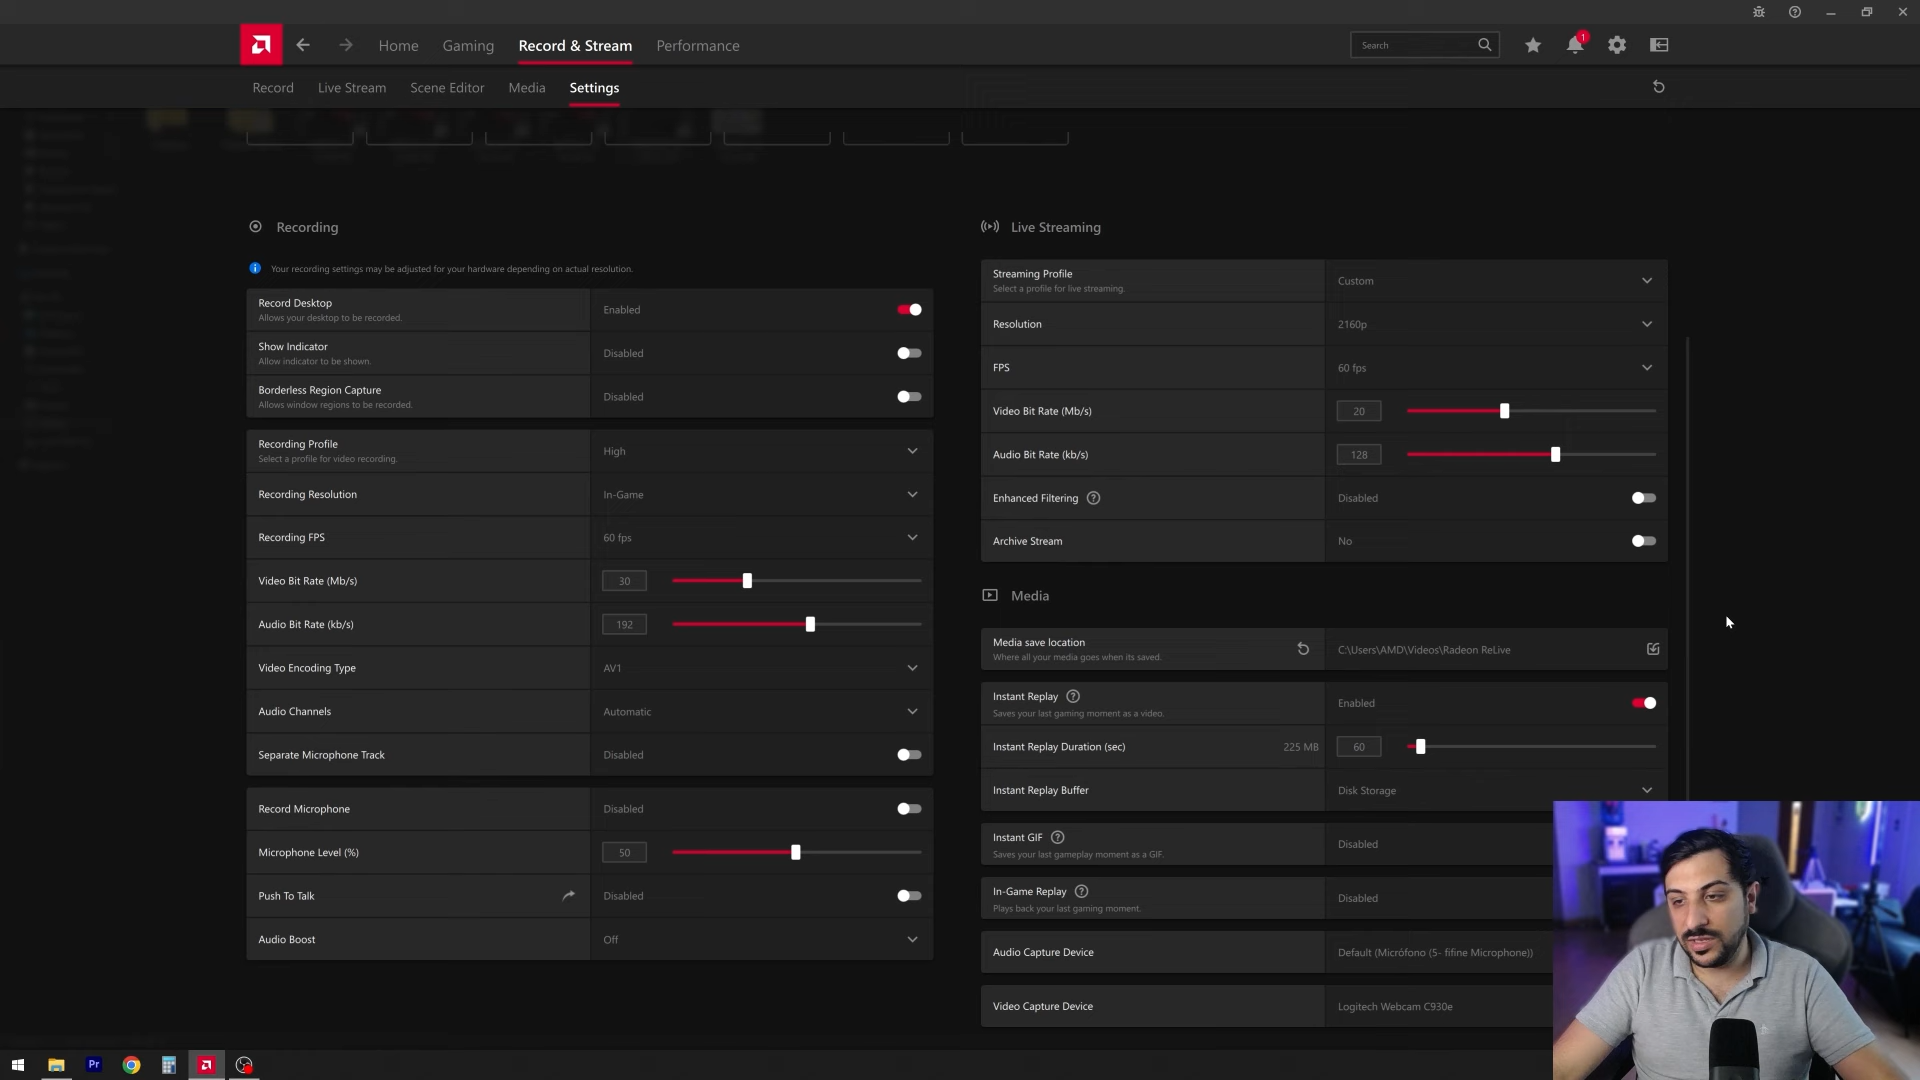 Home
Gaming
Record & Stream
Performance
Search
1
Record
Live Stream
Scene Editor
Media
Settings
Recording
Your recording settings may be adjusted for your hardware depending on actual resolution.
Record Desktop
Allows your desktop to be recorded.
Enabled
Show Indicator
Allow indicator to be shown.
Disabled
Borderless Region Capture
Allows window regions to be recorded.
Disabled
Recording Profile
Select a profile for video recording.
High
Recording Resolution
In-Game
Recording FPS
60 fps
Video Bit Rate (Mb/s)
30
Audio Bit Rate (kb/s)
192
Video Encoding Type
AV1
Audio Channels
Automatic
Separate Microphone Track
Disabled
Record Microphone
Disabled
Microphone Level (%)
50
Push To Talk
Disabled
Audio Boost
Off
Live Streaming
Streaming Profile
Select a profile for live streaming.
Custom
Resolution
2160p
FPS
60 fps
Video Bit Rate (Mb/s)
20
Audio Bit Rate (kb/s)
128
Enhanced Filtering ?
Disabled
Archive Stream
No
Media
Media save location
Where all your media goes when its saved.
C:\Users\AMD\Videos\Radeon ReLive
Instant Replay ?
Saves your last gaming moment as a video.
Enabled
Instant Replay Duration (sec)
225 MB
60
Instant Replay Buffer
Disk Storage
Instant GIF ?
Saves your last gameplay moment as a GIF.
Disabled
In-Game Replay ?
Plays back your last gaming moment.
Disabled
Audio Capture Device
Default (Micrófono (5- fifine Microphone))
Video Capture Device
Logitech Webcam C930e
Pr